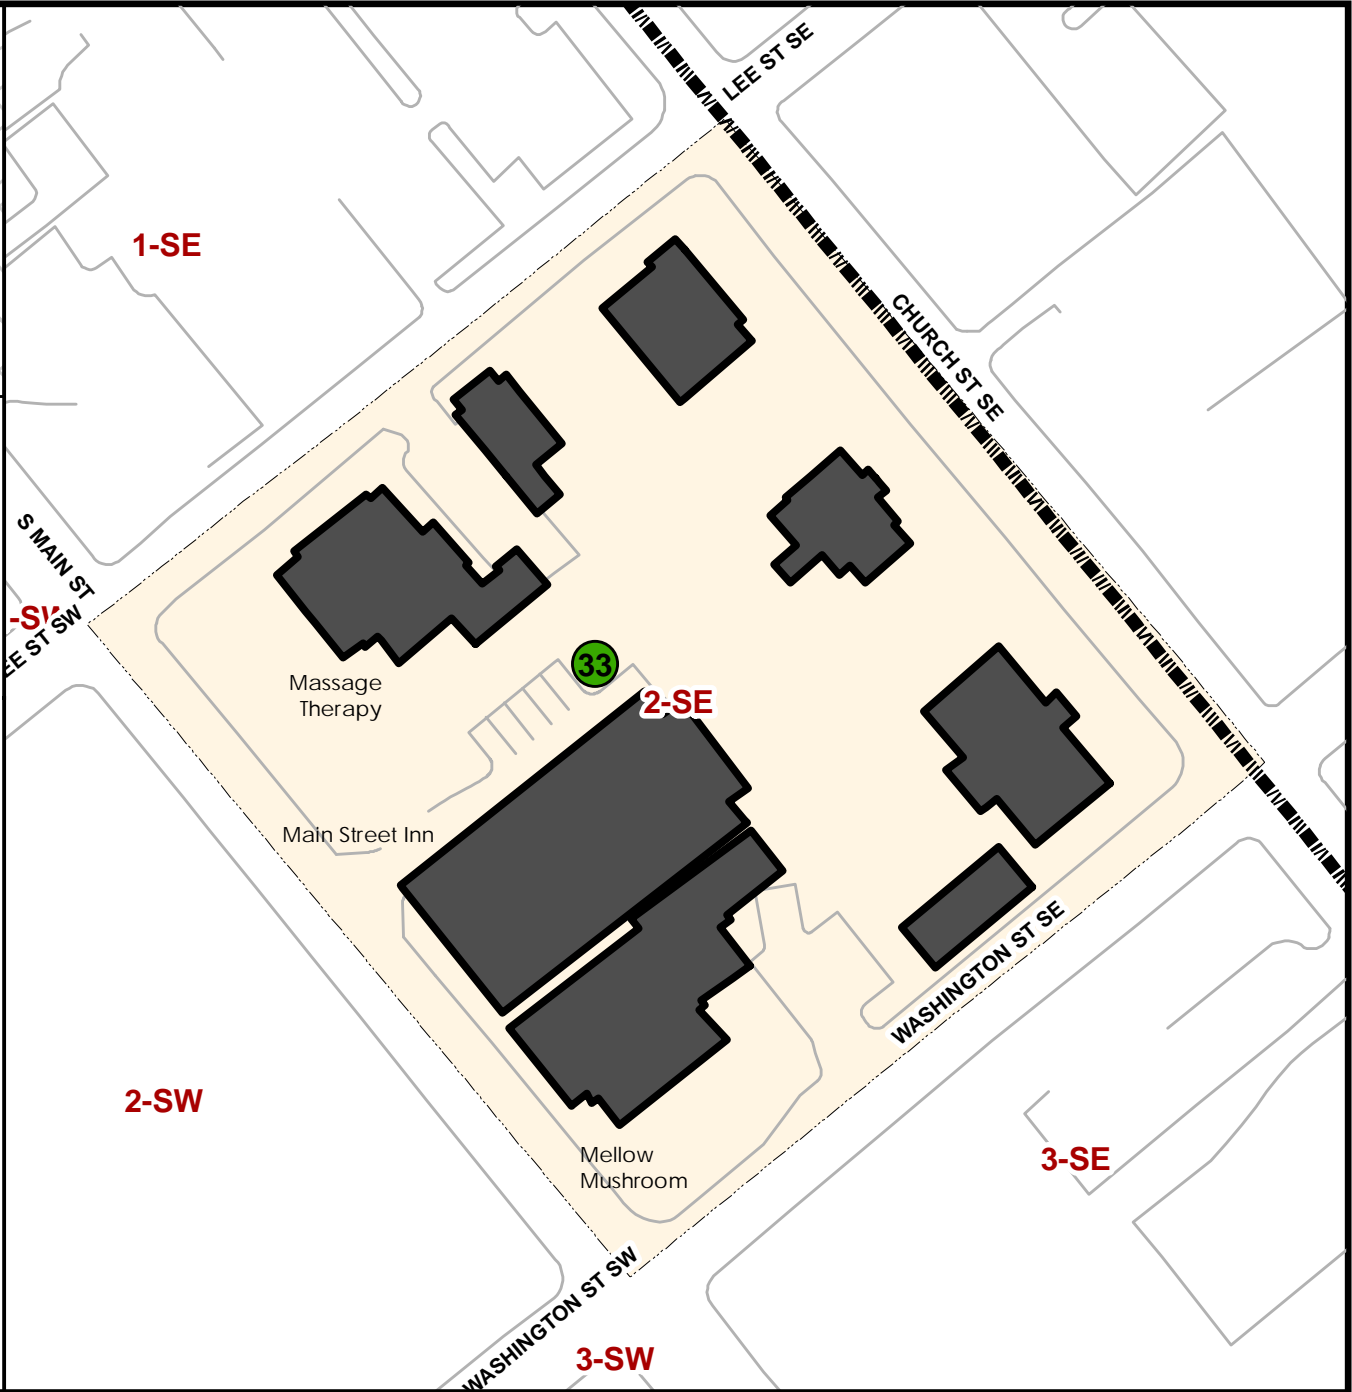 LEE ST SE
1-SE
CHURCH ST SE
S MAIN ST
-SW
EE ST SW
33
Massage
Therapy
2-SE
Main Street Inn
WASHINGTON ST SE
2-SW
Mellow
Mushroom
3-SE
WASHINGTON ST SW
3-SW